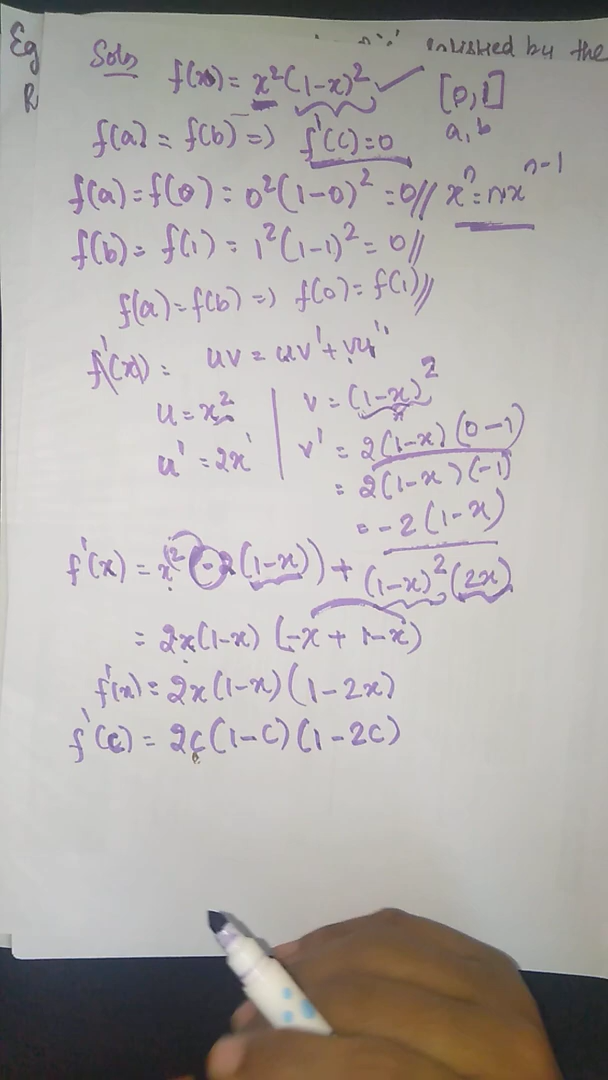 Eg
R
satisfied by the
Soln f(x) = x²(1-x)² ✓ [0,1]
a, b
f(a) = f(b) => f'(c) = 0
f(a) = f(0) = 0²(1-0)² = 0// xⁿ = nxⁿ⁻¹
f(b) = f(1) = 1²(1-1)² = 0//
f(a) = f(b) => f(0) = f(1)//
f'(x) = uv = uv' + vu'
u = x² | v = (1-x)²
u' = 2x' | v' = 2(1-x)(0-1)
= 2(1-x)(-1)
= -2(1-x)
f'(x) = x²(-2(1-x)) + (1-x)²(2x)
= 2x(1-x)(-x + 1-x)
f'(x) = 2x(1-x)(1-2x)
f'(c) = 2c(1-c)(1-2c)